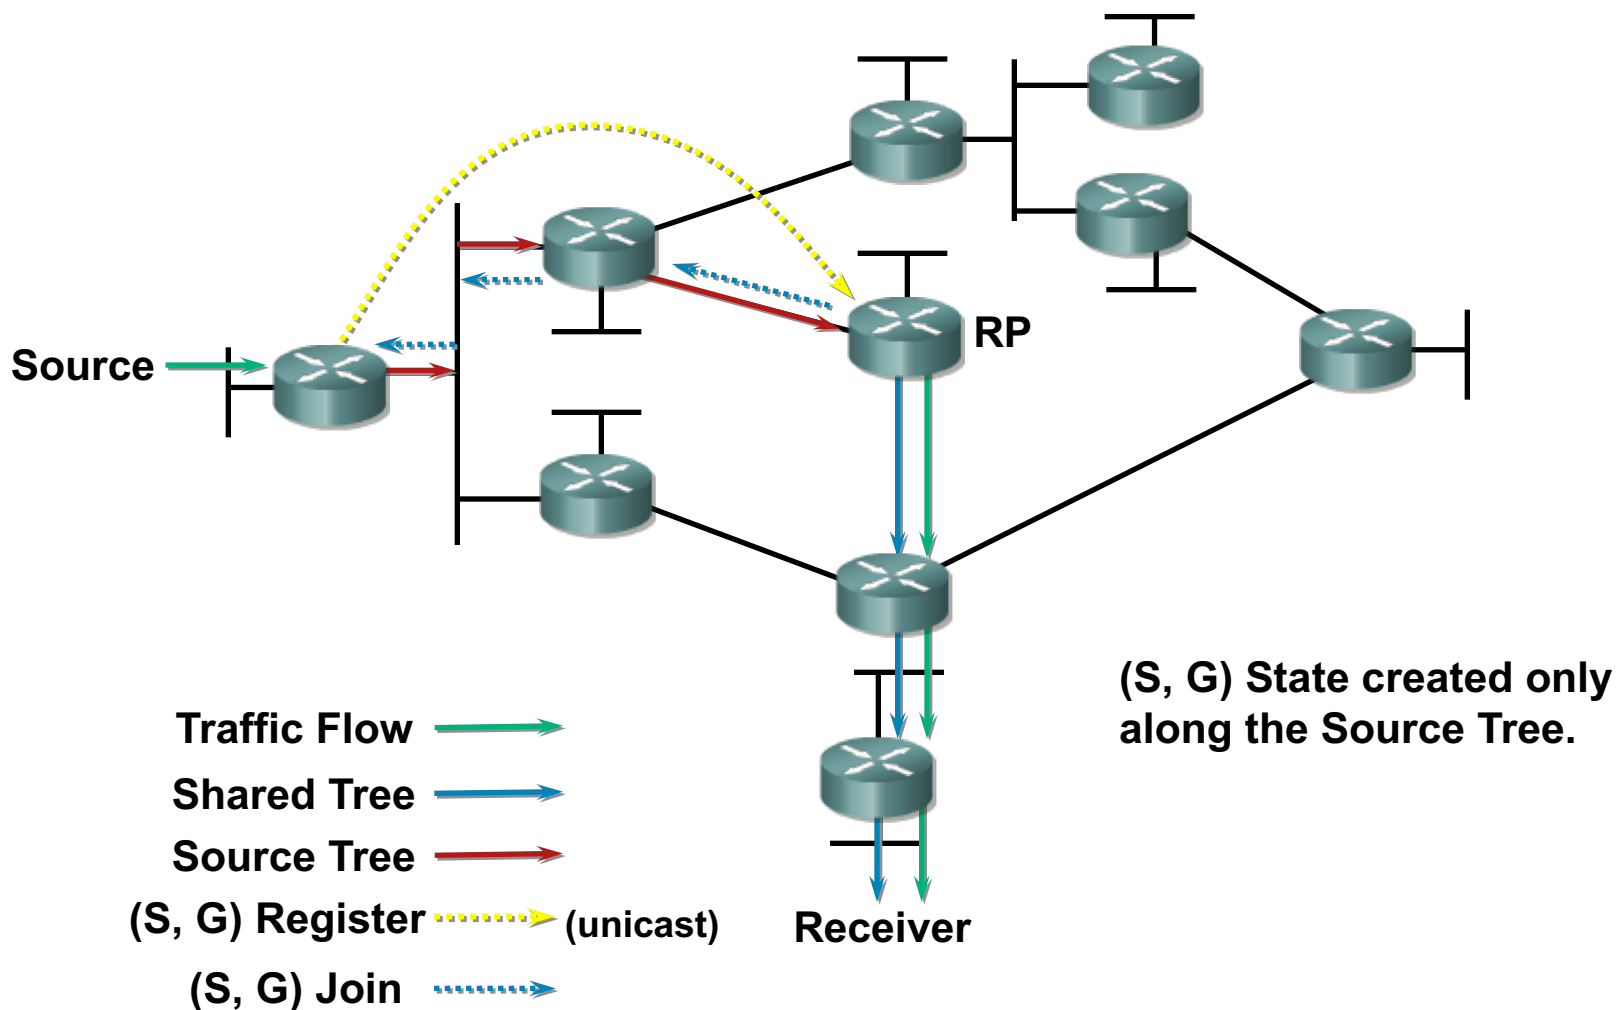 RP
Source
(S, G) State created only
along the Source Tree.
Traffic Flow
Shared Tree
Source Tree
(S, G) Register
(unicast)
Receiver
(S, G) Join